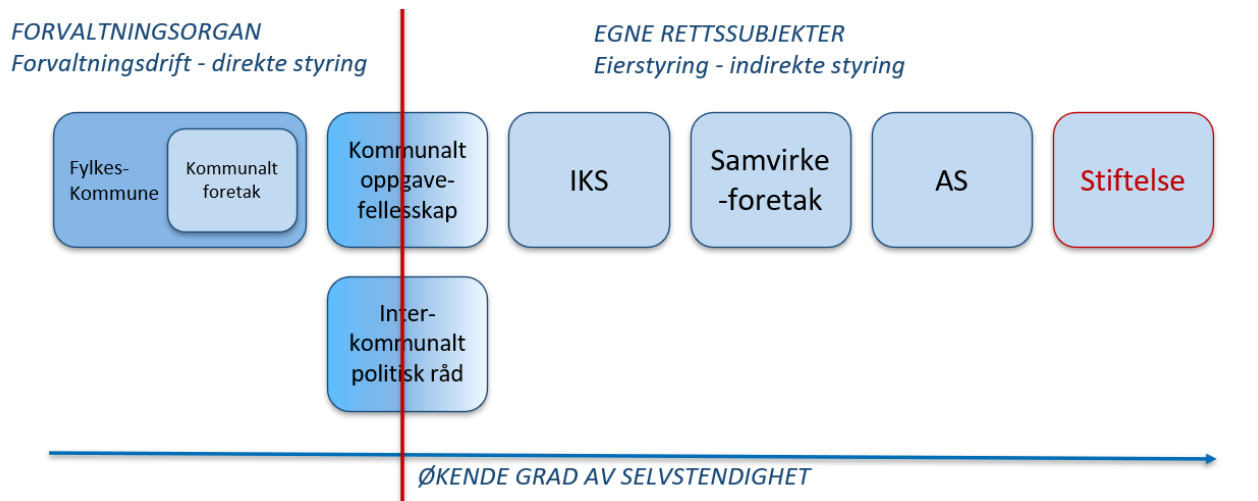 FORVALTNINGSORGAN
Forvaltningsdrift - direkte styring
EGNE RETTSSUBJEKTER
Eierstyring - indirekte styring
Fylkes-
Kommune
Kommunalt
foretak
Kommunalt
oppgave-
fellesskap
IKS
Samvirke
-foretak
AS
Stiftelse
Inter-
kommunalt
politisk råd
ØKENDE GRAD AV SELVSTENDIGHET